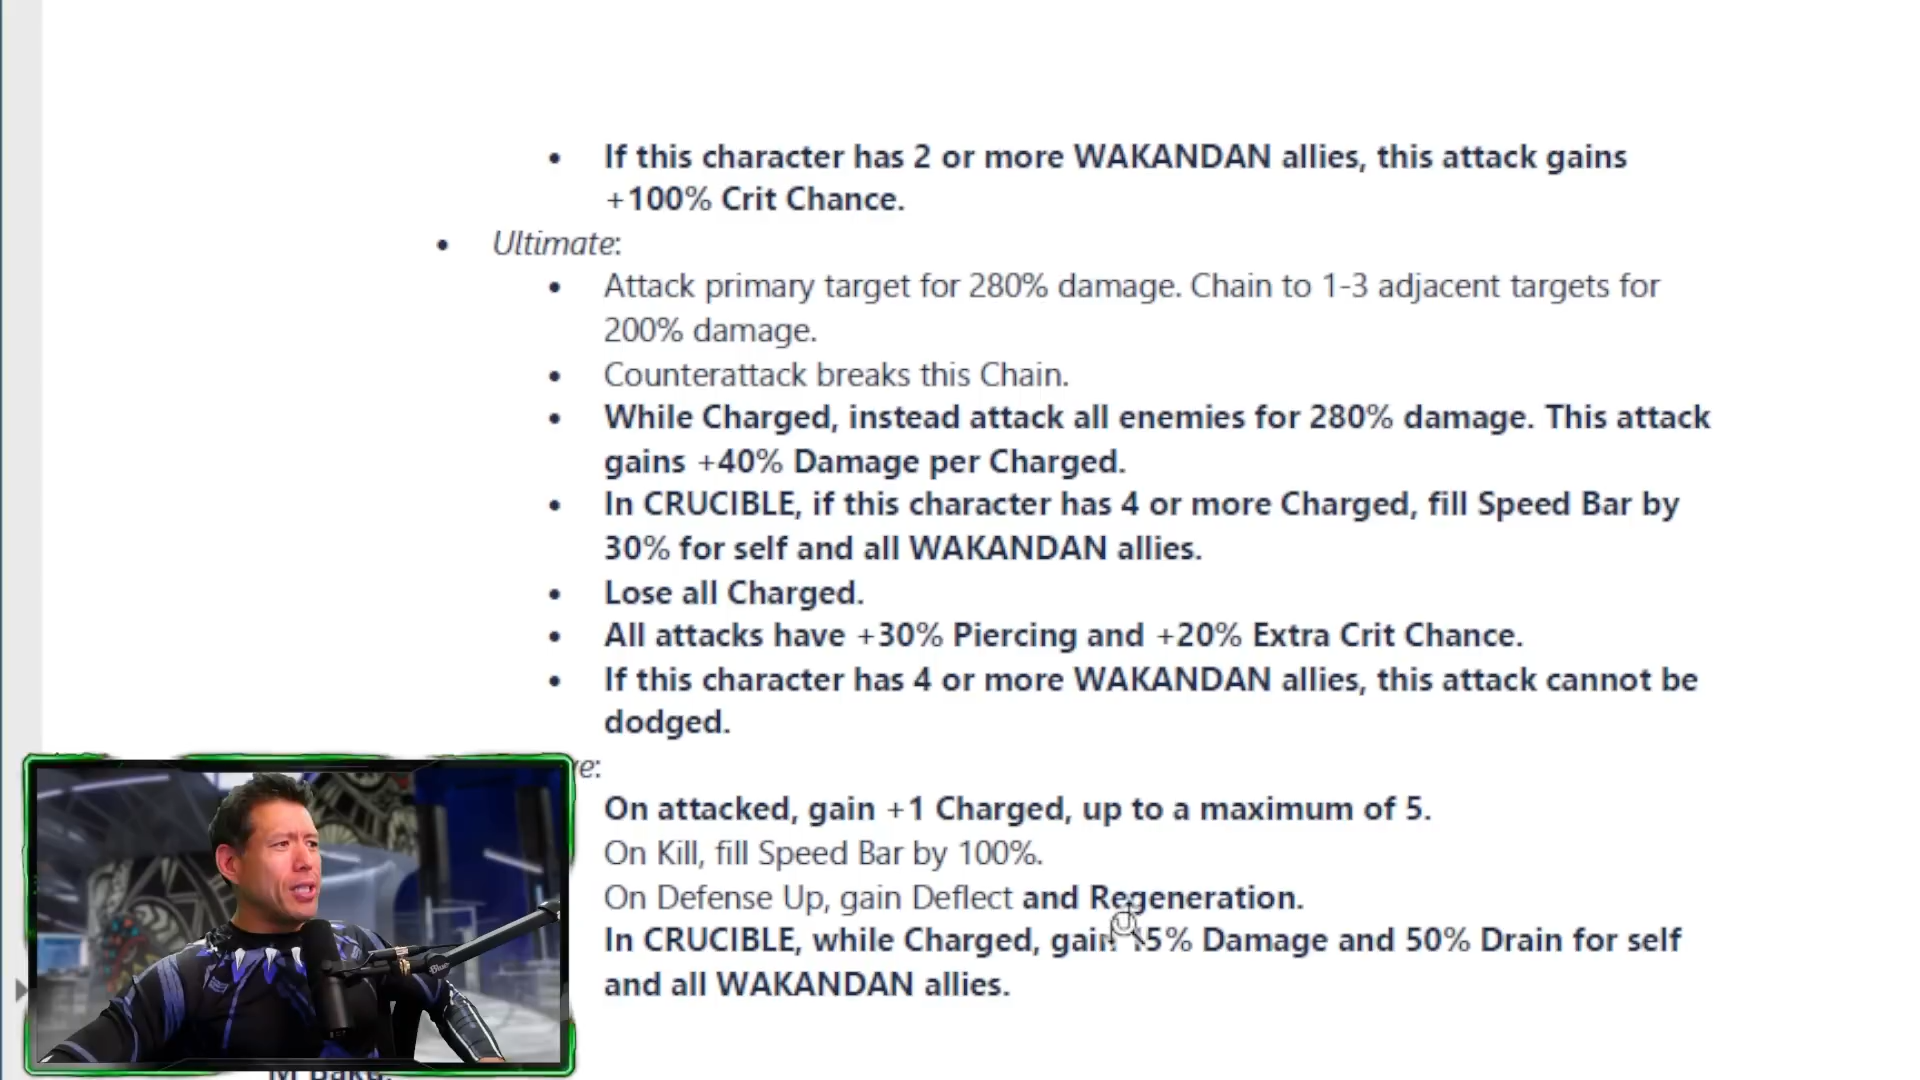 • If this character has 2 or more WAKANDAN allies, this attack gains
+100% Crit Chance.
• Ultimate:
• Attack primary target for 280% damage. Chain to 1-3 adjacent targets for
200% damage.
• Counterattack breaks this Chain.
• While Charged, instead attack all enemies for 280% damage. This attack
gains +40% Damage per Charged.
• In CRUCIBLE, if this character has 4 or more Charged, fill Speed Bar by
30% for self and all WAKANDAN allies.
• Lose all Charged.
• All attacks have +30% Piercing and +20% Extra Crit Chance.
• If this character has 4 or more WAKANDAN allies, this attack cannot be
dodged.
On attacked, gain +1 Charged, up to a maximum of 5.
On Kill, fill Speed Bar by 100%.
On Defense Up, gain Deflect and Regeneration.
In CRUCIBLE, while Charged, gain Damage and 50% Drain for self
and all WAKANDAN allies.
Blue